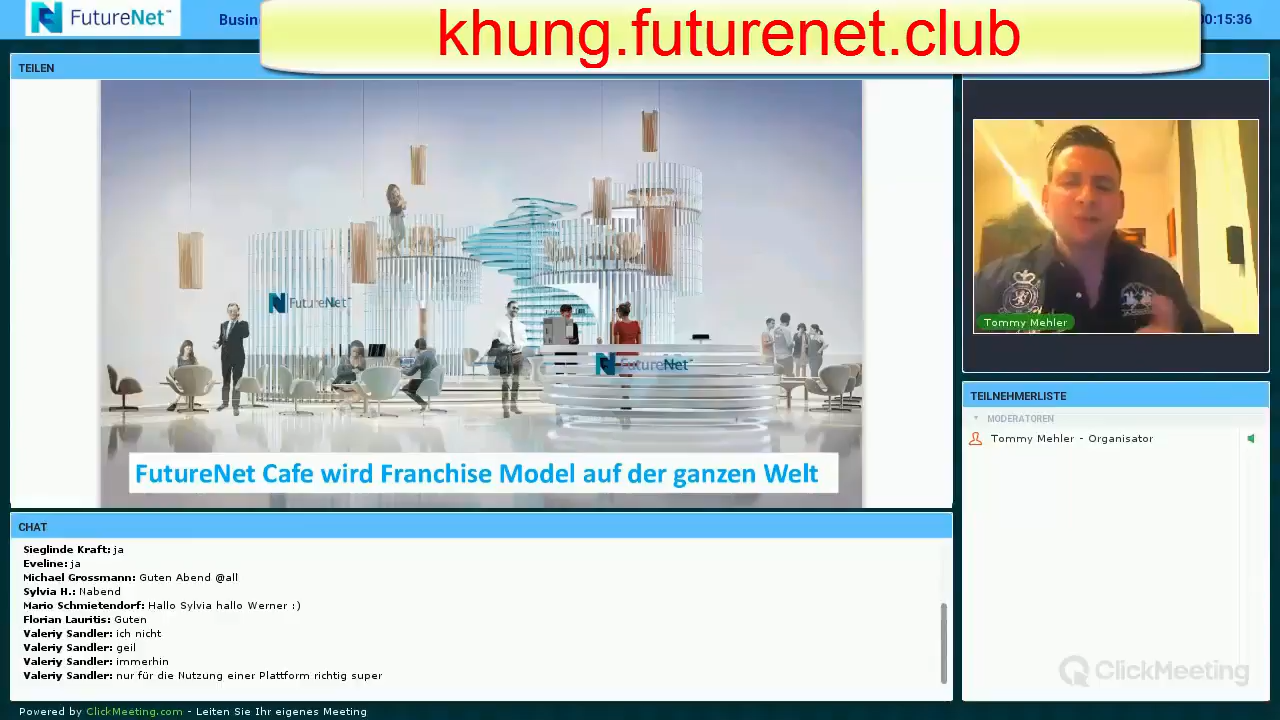 FutureNet™
Busin
khung.futurenet.club
00:15:36
TEILEN
FutureNet™
FutureNet™
FutureNet Cafe wird Franchise Model auf der ganzen Welt
Tommy Mehler
TEILNEHMERLISTE
MODERATOREN
Tommy Mehler - Organisator
CHAT
Sieglinde Kraft: ja
Eveline: ja
Michael Grossmann: Guten Abend @all
Sylvia H.: Nabend
Mario Schmietendorf: Hallo Sylvia hallo Werner :)
Florian Lauritis: Guten
Valeriy Sandler: ich nicht
Valeriy Sandler: geil
Valeriy Sandler: immerhin
Valeriy Sandler: nur für die Nutzung einer Plattform richtig super
ClickMeeting
Powered by ClickMeeting.com - Leiten Sie Ihr eigenes Meeting